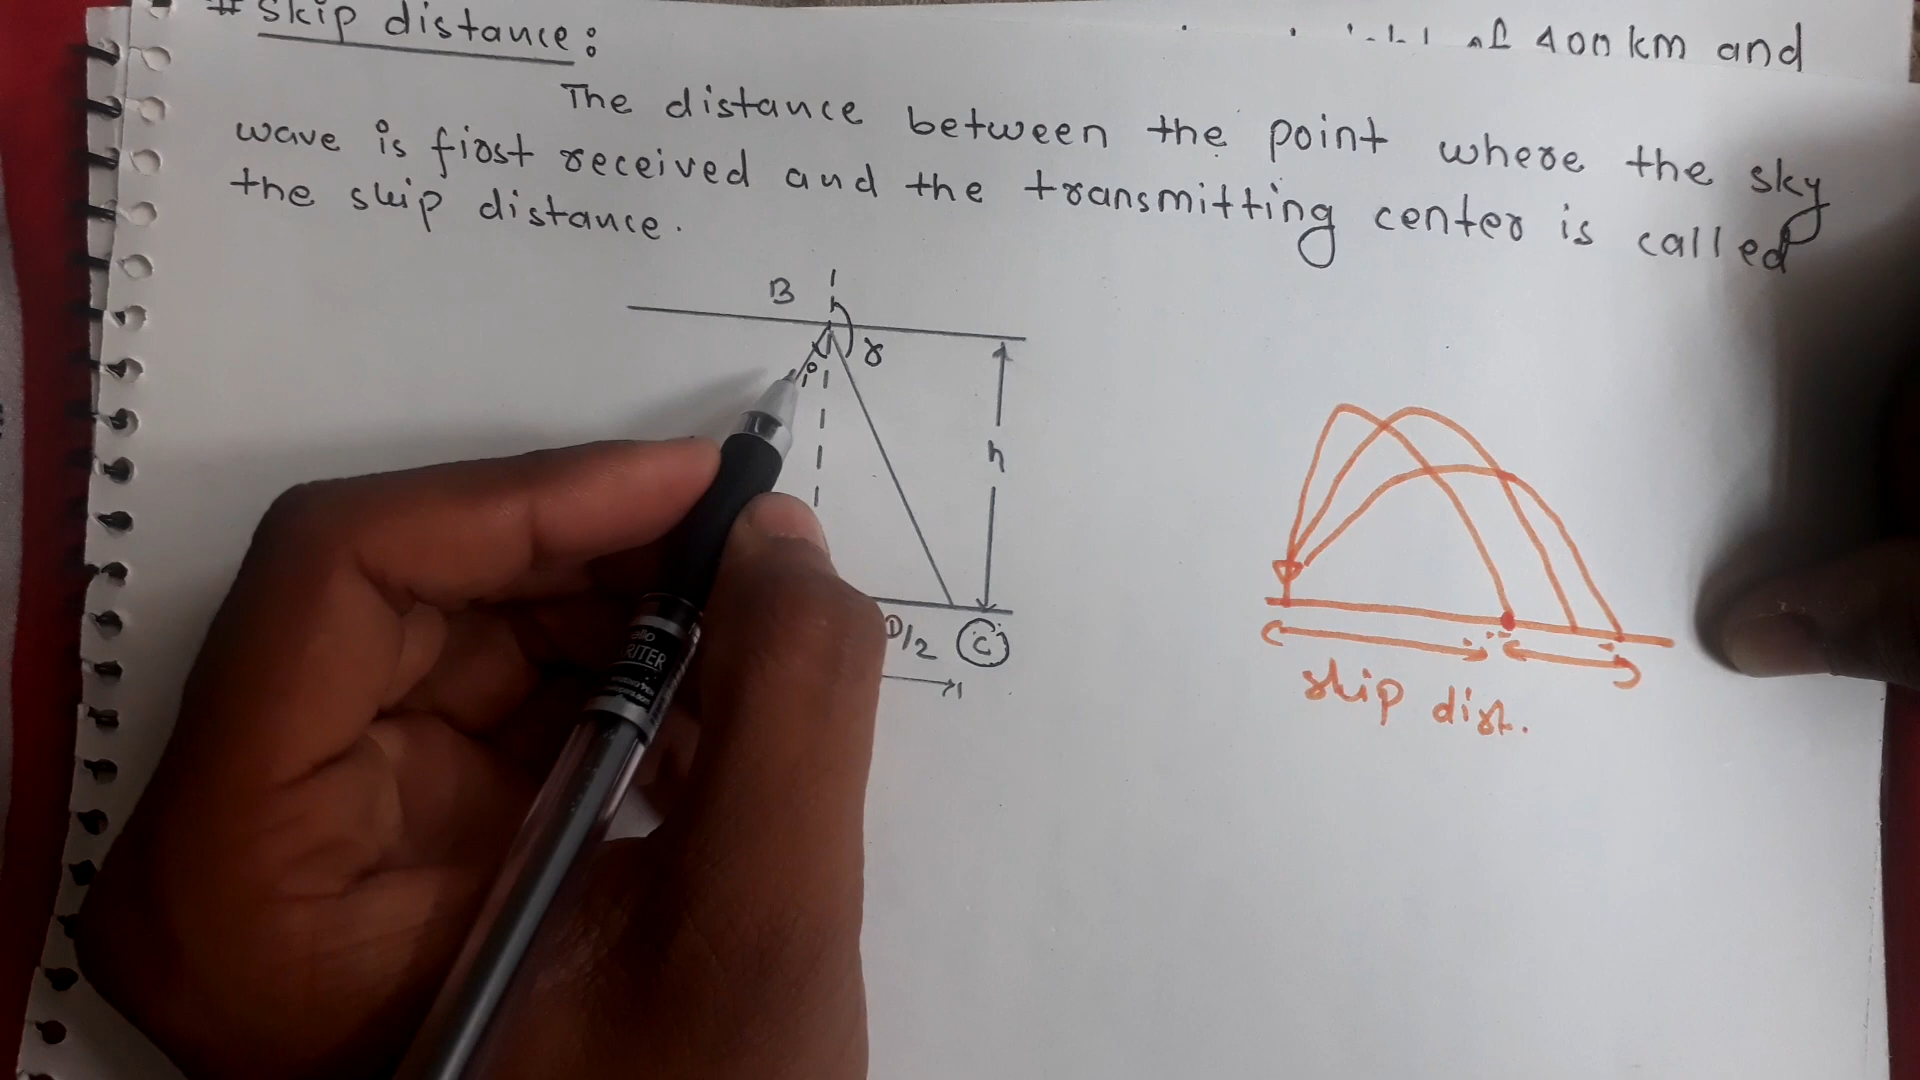 # skip distance:
400 km and
The distance between the point where the sky
wave is first received and the transmitting center is called
the skip distance.
B
r
i
h
D/2 C
skip dist.
RITER